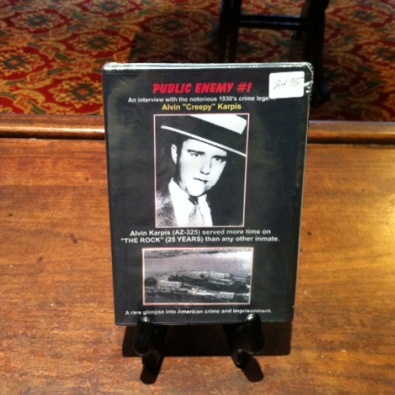 PUBLIC ENEMY #1
An interview with the notorious 1930's crime
Alvin "Creepy" Karpis
Alvin Karpis (AZ-325) served more time on
"THE ROCK" (25 YEARS) than any other inmate.
A rare glimpse into American crime and imprisonment.